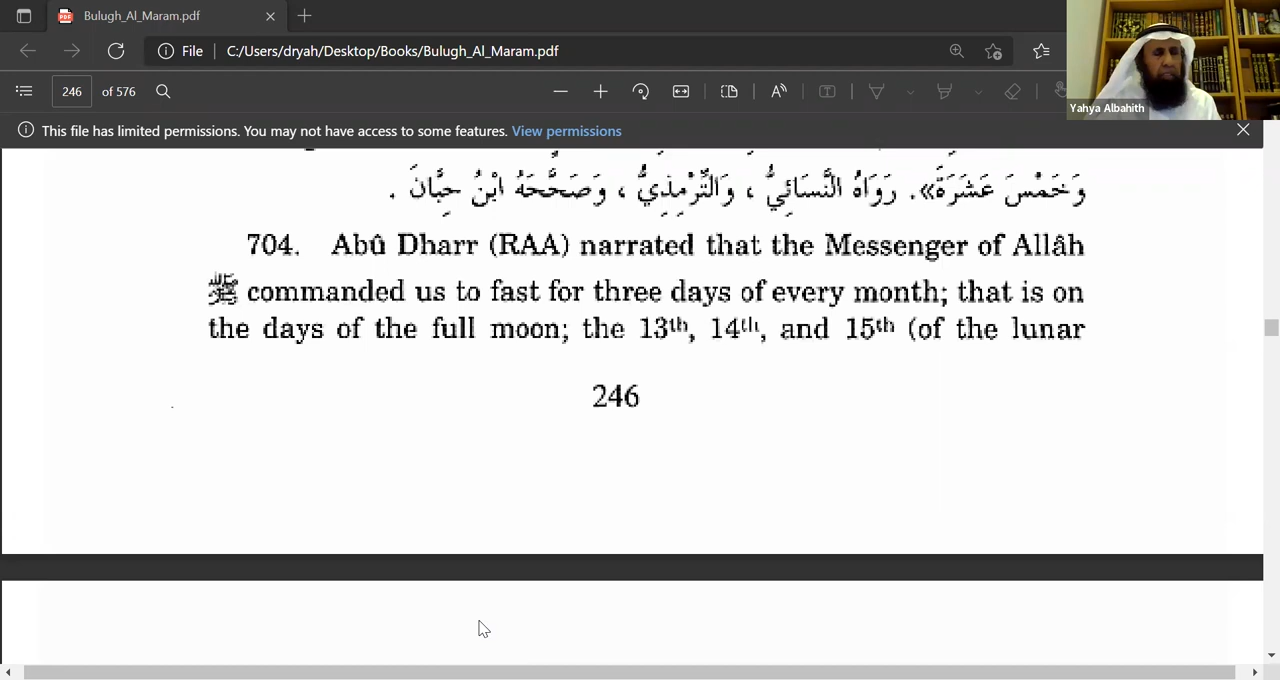 Bulugh_Al_Maram.pdf
File C:/Users/dryah/Desktop/Books/Bulugh_Al_Maram.pdf
246 of 576
Yahya Albahith
This file has limited permissions. You may not have access to some features. View permissions
وَخَمْسَ عَشَرَةَ». رَوَاهُ النَّسَائِيُّ ، وَالتِّرْمِذِيُّ ، وَصَحَّحَهُ ابْنُ حِبَّانَ .
704. Abû Dharr (RAA) narrated that the Messenger of Allâh
ﷺ commanded us to fast for three days of every month; that is on
the days of the full moon; the 13th, 14th, and 15th (of the lunar
246